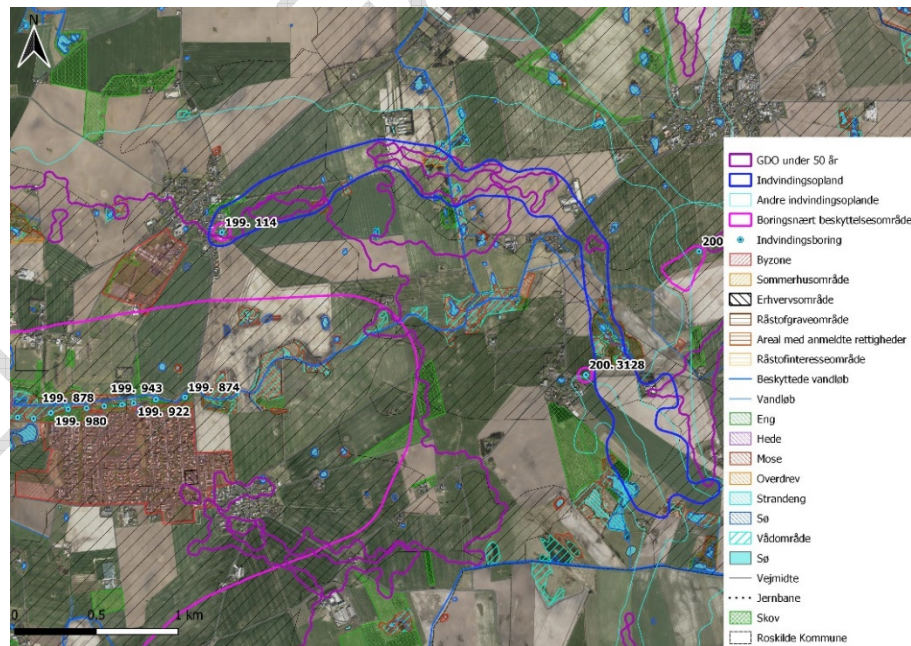 N
199. 114
200
200. 3128
199. 943
199. 874
199. 878
199. 922
199. 980
0 0.5 1 km
GDO under 50 år
Indvindingsopland
Andre indvindingsoplande
Boringsnært beskyttelsesområde
Indvindingsboring
Byzone
Sommerhusområde
Erhvervsområde
Råstofgraveområde
Areal med anmeldte rettigheder
Råstofinteresseområde
Beskyttede vandløb
Vandløb
Eng
Hede
Mose
Overdrev
Strandeng
Sø
Vådområde
Sø
Vejmidte
Jernbane
Skov
Roskilde Kommune